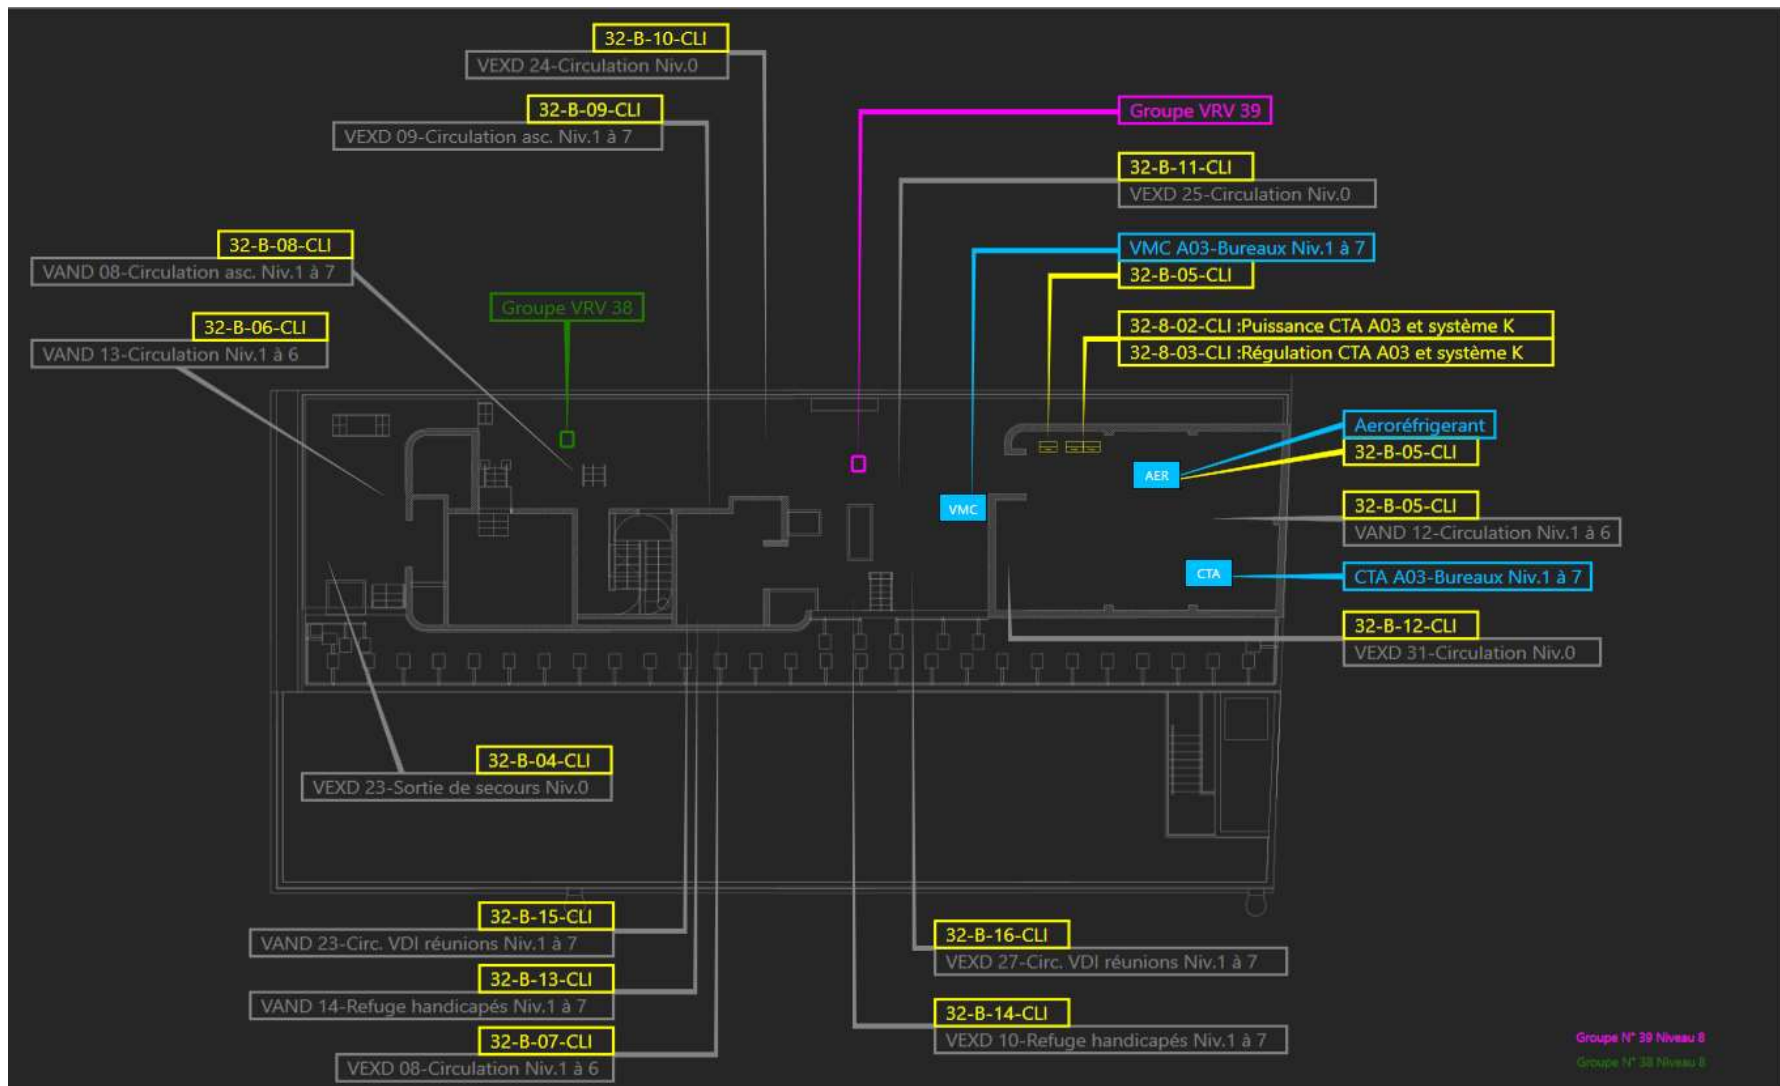 32-B-10-CLI
VEXD 24-Circulation Niv.0
32-B-09-CLI
VEXD 09-Circulation asc. Niv.1 à 7
Groupe VRV 39
32-B-11-CLI
VEXD 25-Circulation Niv.0
32-B-08-CLI
VAND 08-Circulation asc. Niv.1 à 7
VMC A03-Bureaux Niv.1 à 7
32-B-05-CLI
Groupe VRV 38
32-B-06-CLI
VAND 13-Circulation Niv.1 à 6
32-8-02-CLI :Puissance CTA A03 et système K
32-8-03-CLI :Régulation CTA A03 et système K
Aeroréfrigerant
32-B-05-CLI
AER
VMC
32-B-05-CLI
VAND 12-Circulation Niv.1 à 6
CTA
CTA A03-Bureaux Niv.1 à 7
32-B-12-CLI
VEXD 31-Circulation Niv.0
32-B-04-CLI
VEXD 23-Sortie de secours Niv.0
32-B-15-CLI
VAND 23-Circ. VDI réunions Niv.1 à 7
32-B-13-CLI
VAND 14-Refuge handicapés Niv.1 à 7
32-B-07-CLI
VEXD 08-Circulation Niv.1 à 6
32-B-16-CLI
VEXD 27-Circ. VDI réunions Niv.1 à 7
32-B-14-CLI
VEXD 10-Refuge handicapés Niv.1 à 7
Groupe N° 39 Niveau 8
Groupe N° 38 Niveau 8